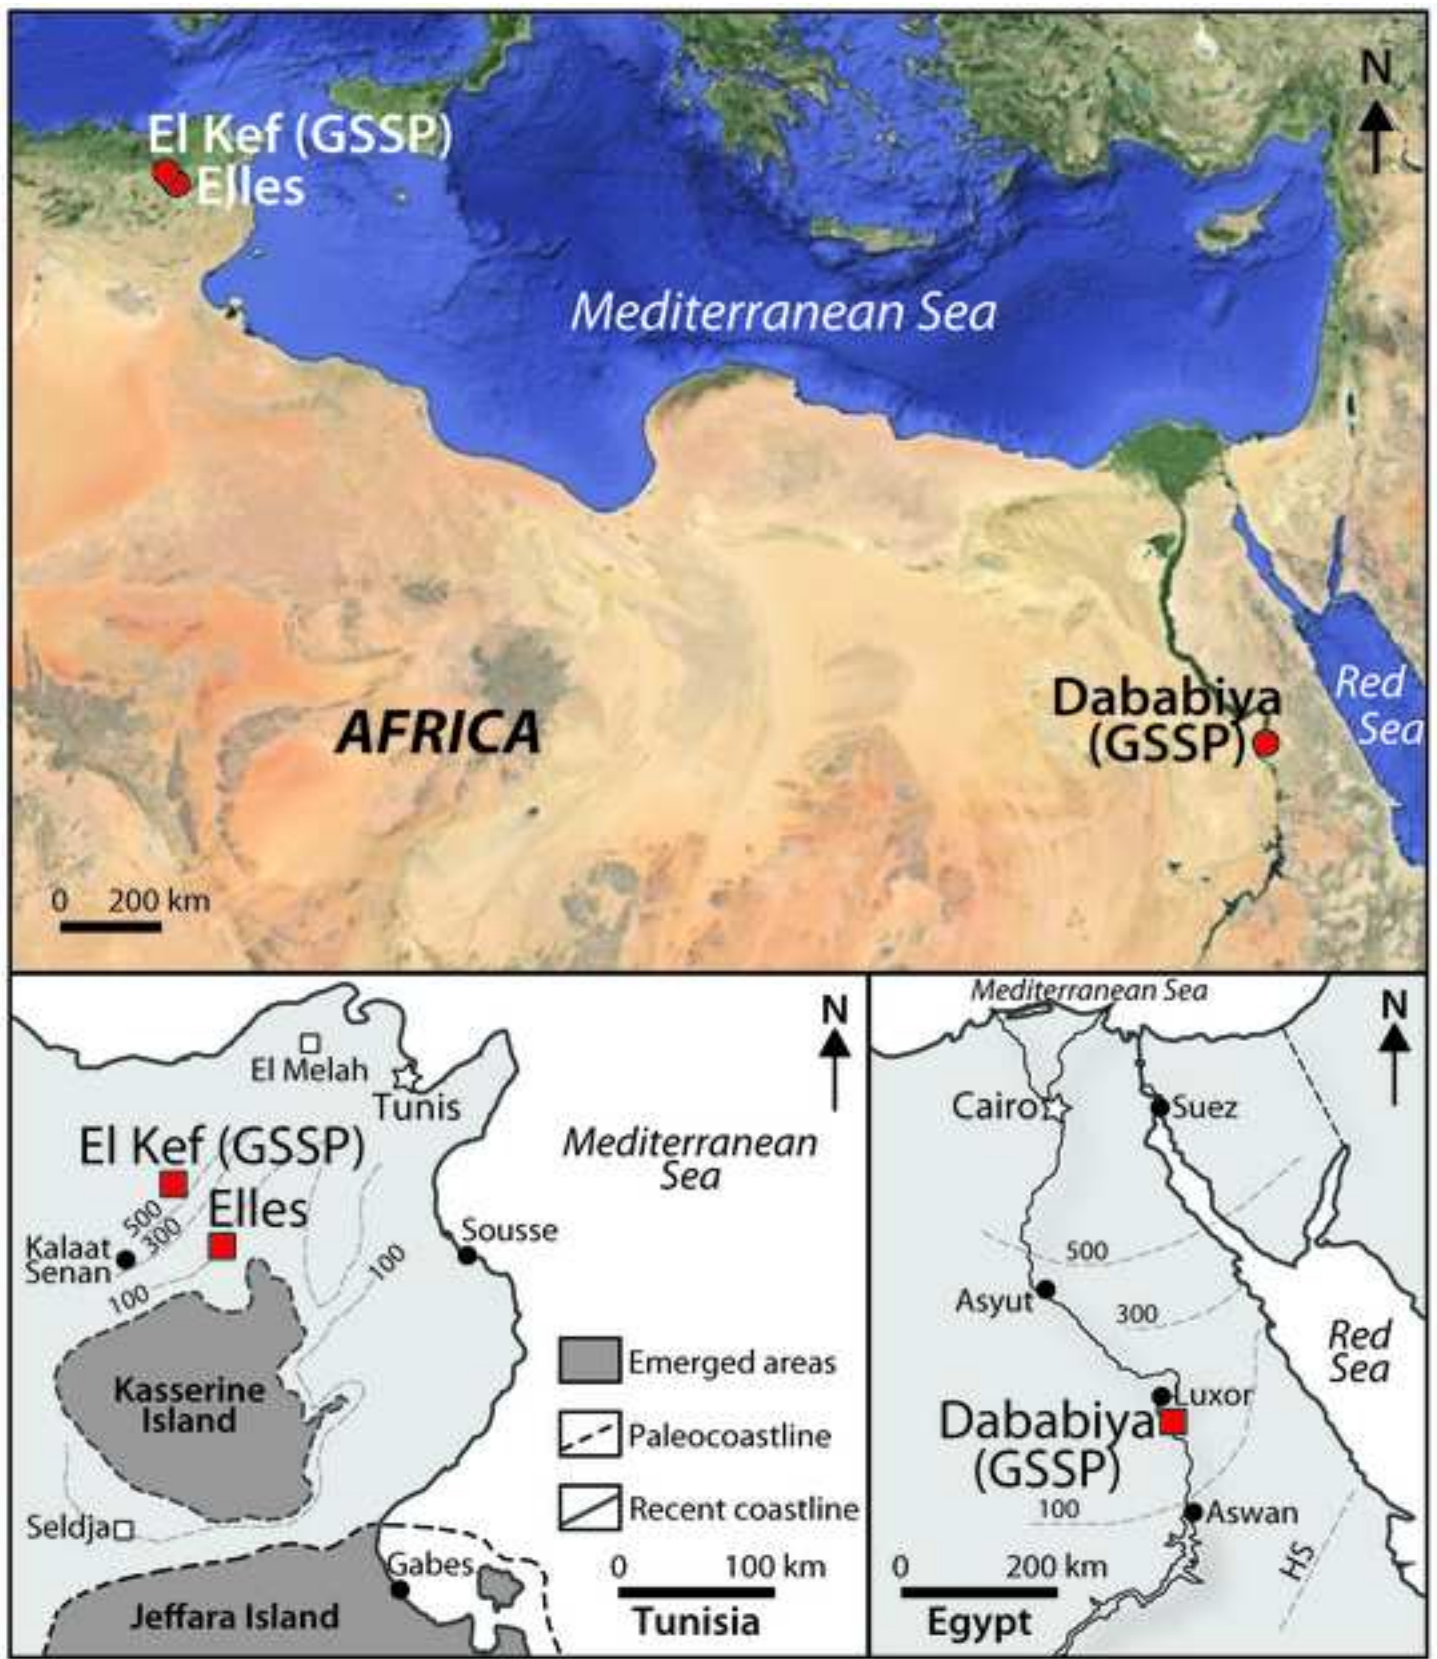 N
El Kef (GSSP)
Elles
Mediterranean Sea
AFRICA
Dababiya
(GSSP)
Red
Sea
0 200 km
N
El Melah
Tunis
El Kef (GSSP)
Elles
Mediterranean
Sea
500
300
Kalaat
Senan
100
100
Sousse
Kasserine
Island
Emerged areas
Paleocoastline
Recent coastline
Seldja
Gabes
Jeffara Island
0 100 km
Tunisia
Mediterranean Sea
N
Cairo
Suez
500
Asyut
300
Red
Sea
Luxor
Dababiya
(GSSP)
100
Aswan
HS
0 200 km
Egypt